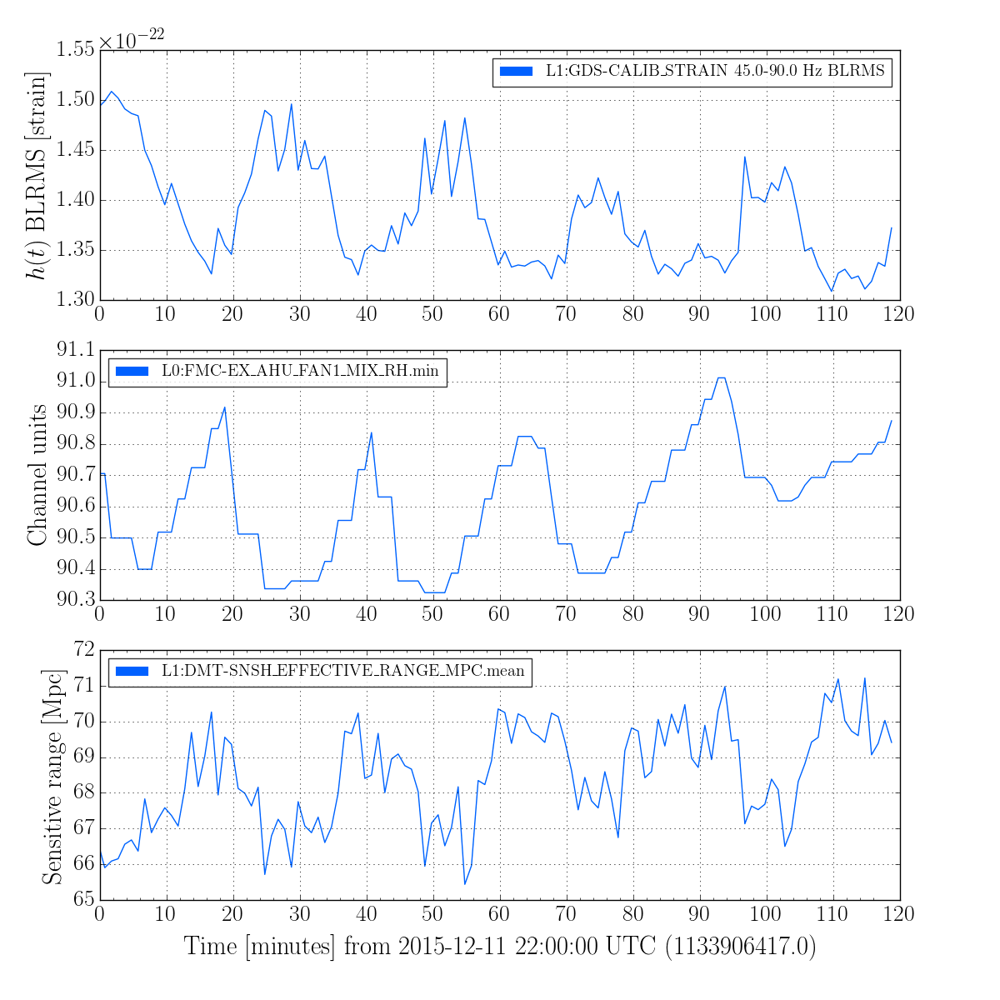 ×10⁻²²
1.55
1.50
1.45
1.40
1.35
1.30
h(t) BLRMS [strain]
L1:GDS-CALIB_STRAIN 45.0-90.0 Hz BLRMS
0 10 20 30 40 50 60 70 80 90 100 110 120
91.1
91.0
90.9
90.8
90.7
90.6
90.5
90.4
90.3
Channel units
L0:FMC-EX_AHU_FAN1_MIX_RH.min
0 10 20 30 40 50 60 70 80 90 100 110 120
72
71
70
69
68
67
66
65
Sensitive range [Mpc]
L1:DMT-SNSH_EFFECTIVE_RANGE_MPC.mean
0 10 20 30 40 50 60 70 80 90 100 110 120
Time [minutes] from 2015-12-11 22:00:00 UTC (1133906417.0)